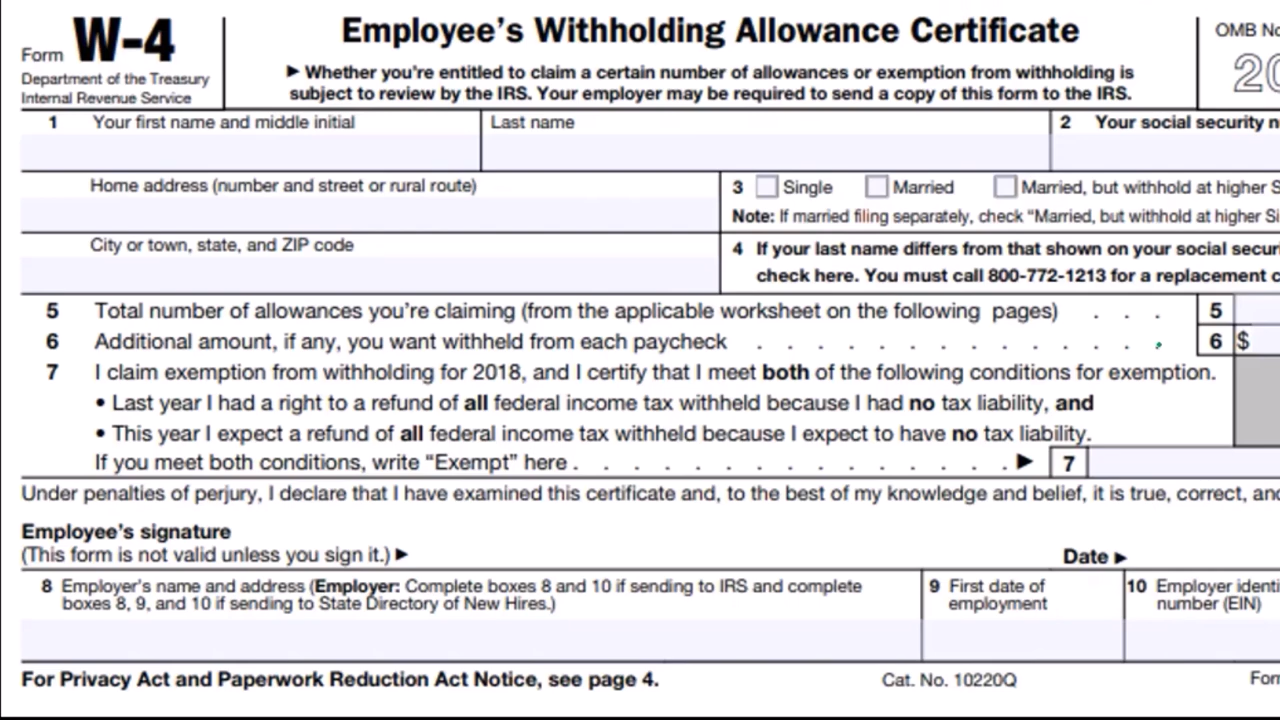 Form W-4
Department of the Treasury
Internal Revenue Service
Employee's Withholding Allowance Certificate
▶ Whether you're entitled to claim a certain number of allowances or exemption from withholding is
subject to review by the IRS. Your employer may be required to send a copy of this form to the IRS.
OMB No
20
1 Your first name and middle initial
Last name
2 Your social security
Home address (number and street or rural route)
3 Single Married Married, but withhold at higher S
Note: If married filing separately, check “Married, but withhold at higher Si
City or town, state, and ZIP code
4 If your last name differs from that shown on your social securi
check here. You must call 800-772-1213 for a replacement c
5 Total number of allowances you're claiming (from the applicable worksheet on the following pages) . . . 5
6 Additional amount, if any, you want withheld from each paycheck . . . . . . . . . . . . . . 6 $
7 I claim exemption from withholding for 2018, and I certify that I meet both of the following conditions for exemption.
• Last year I had a right to a refund of all federal income tax withheld because I had no tax liability, and
• This year I expect a refund of all federal income tax withheld because I expect to have no tax liability.
If you meet both conditions, write “Exempt” here . . . . . . . . . . . . . . . ▶ 7
Under penalties of perjury, I declare that I have examined this certificate and, to the best of my knowledge and belief, it is true, correct, and
Employee's signature
(This form is not valid unless you sign it.) ▶
Date ▶
8 Employer's name and address (Employer: Complete boxes 8 and 10 if sending to IRS and complete
boxes 8, 9, and 10 if sending to State Directory of New Hires.)
9 First date of
employment
10 Employer identi
number (EIN)
For Privacy Act and Paperwork Reduction Act Notice, see page 4.
Cat. No. 10220Q
Form